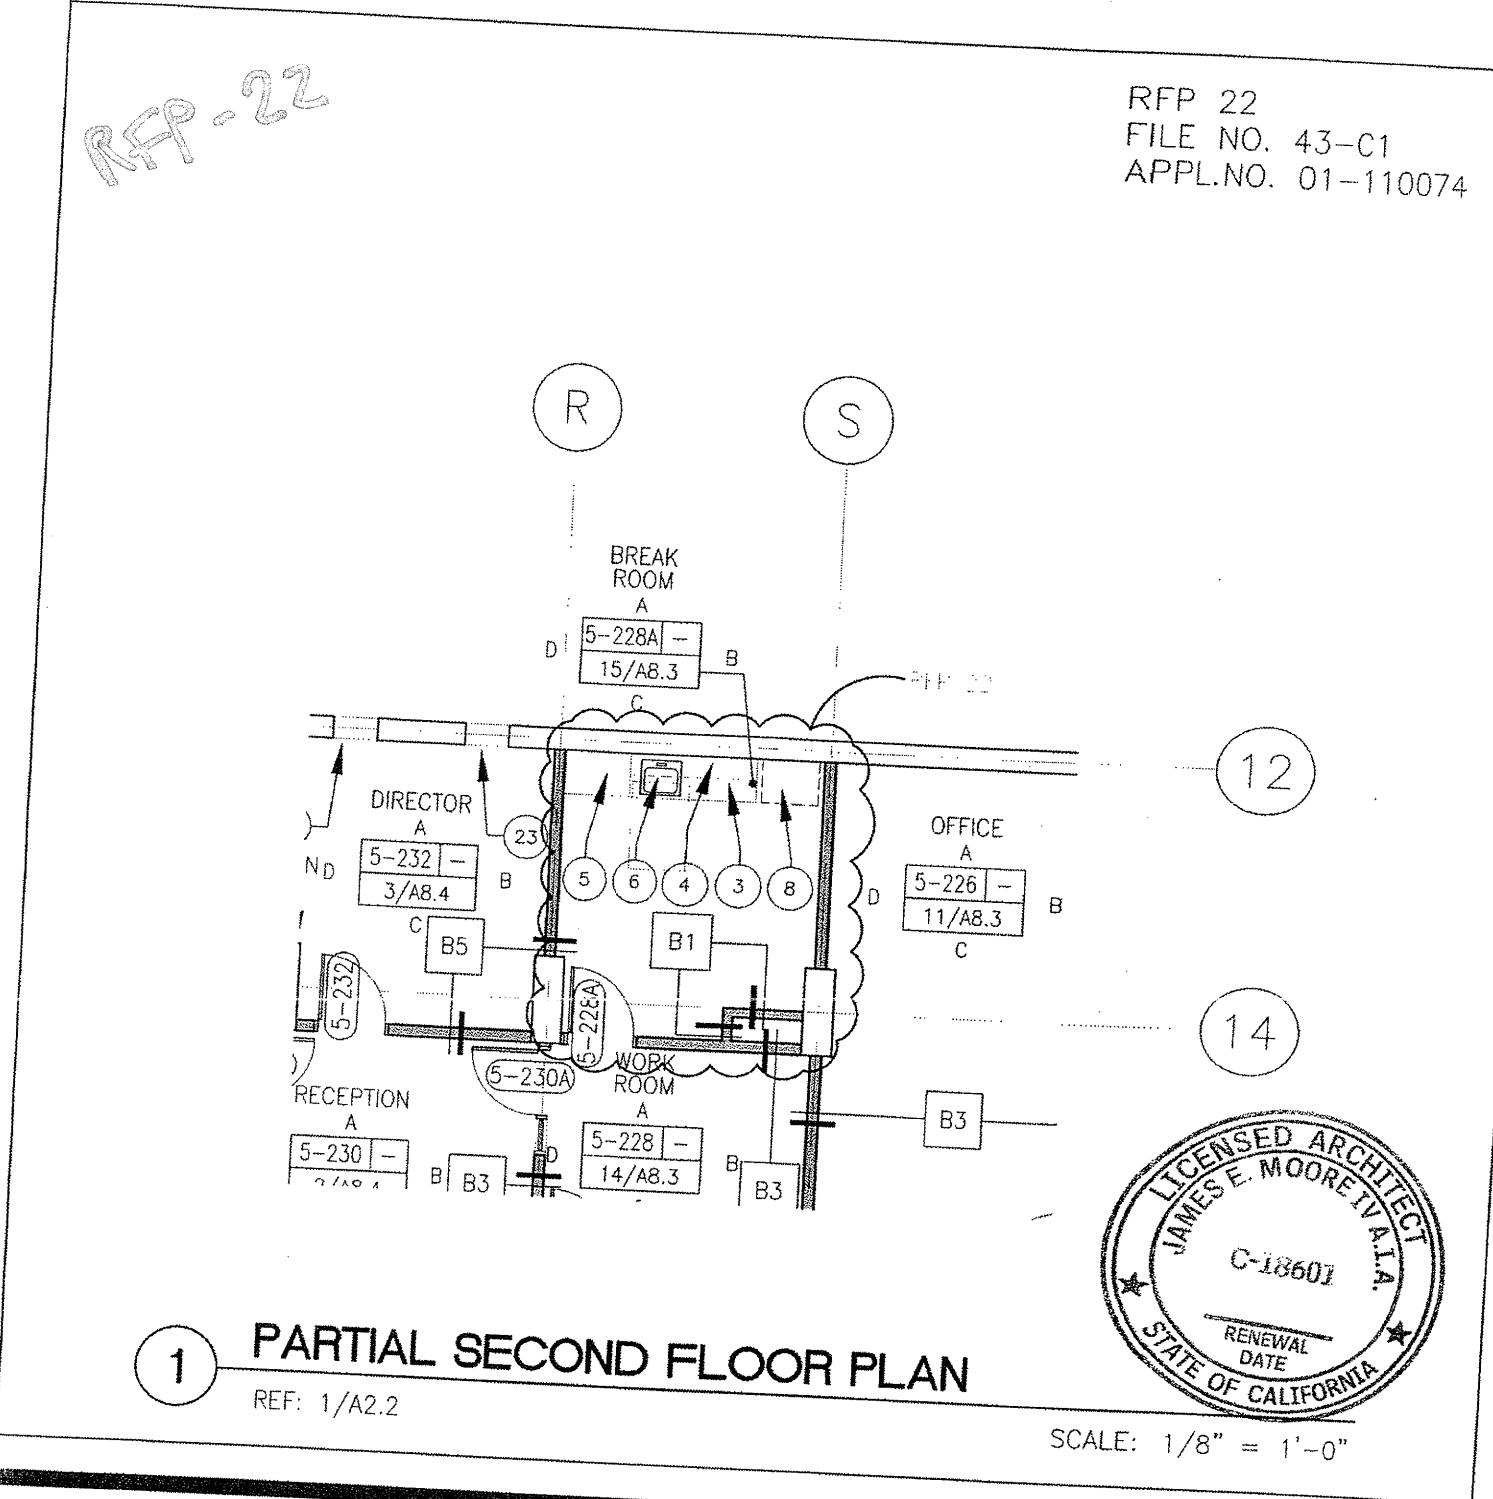 RFP-22
RFP 22
FILE NO. 43-C1
APPL.NO. 01-110074
R
S
BREAK
ROOM
A
D
5-228A –
15/A8.3
B
C
RFP 22
12
DIRECTOR
A
5-232 –
3/A8.4
B
C
23
ND
5
6
4
3
8
OFFICE
A
D
5-226 –
11/A8.3
B
C
B5
B1
5-232
5-228A
14
5-230A
WORK
ROOM
A
D
5-228 –
14/A8.3
B
RECEPTION
A
5-230 –
B
B3
B3
B3
LICENSED ARCHITECT
JAMES E. MOORE IV A.I.A.
C-18601
RENEWAL
DATE
STATE OF CALIFORNIA
1
PARTIAL SECOND FLOOR PLAN
REF: 1/A2.2
SCALE: 1/8" = 1'-0"